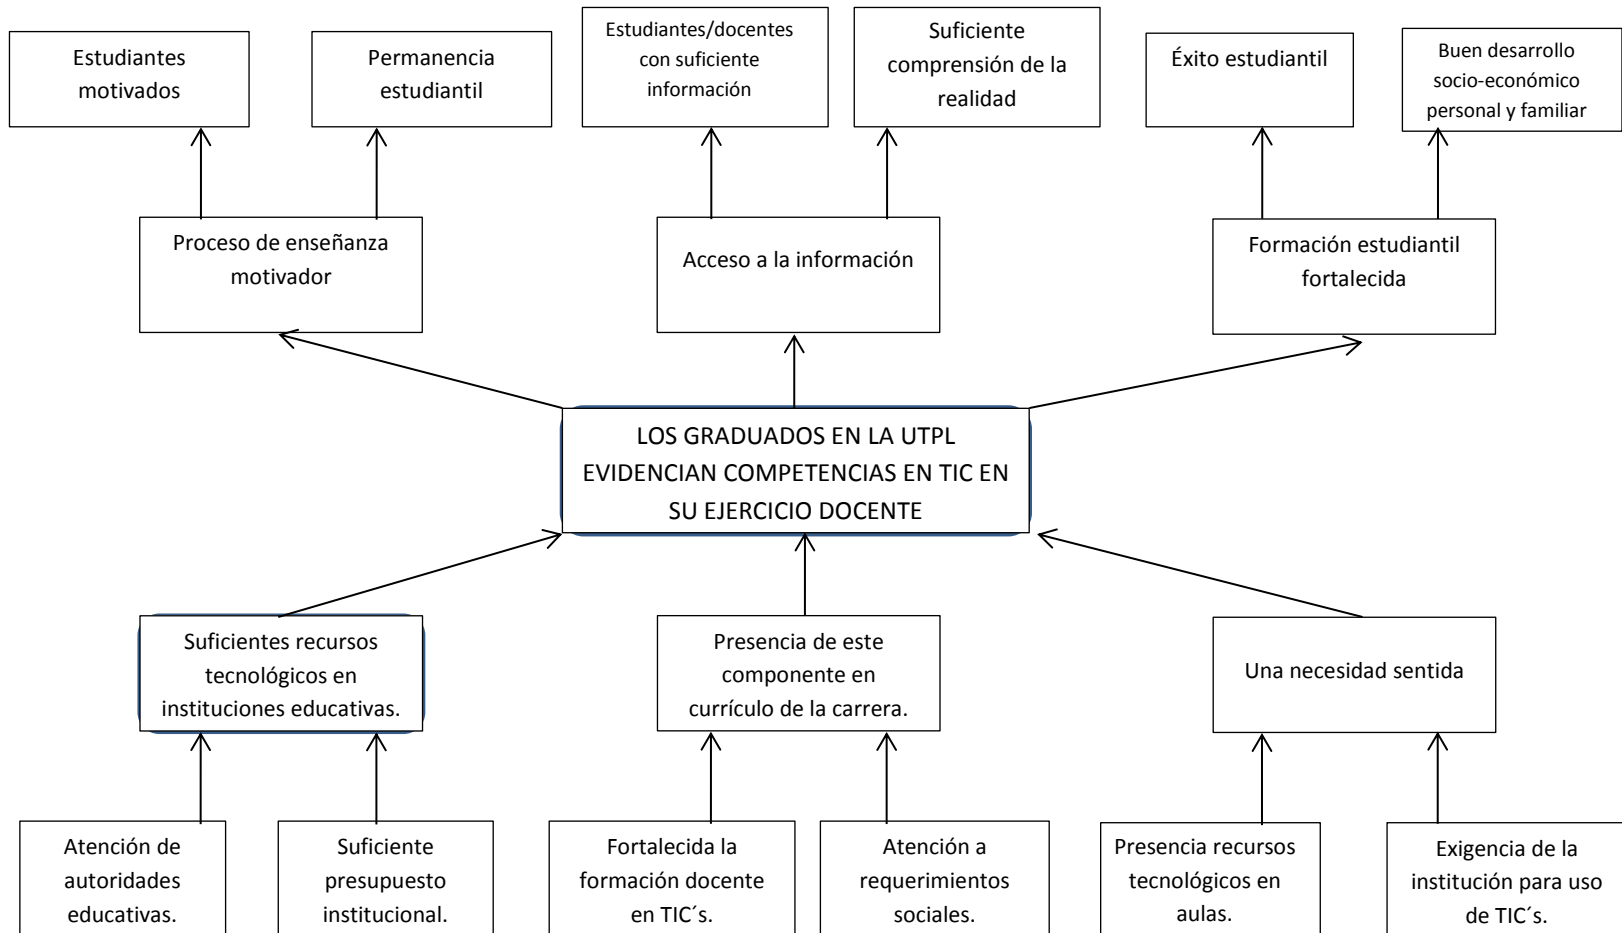 Estudiantes
motivados
Permanencia
estudiantil
Estudiantes/docentes
con suficiente
información
Suficiente
comprensión de la
realidad
Éxito estudiantil
Buen desarrollo
socio-económico
personal y familiar
Proceso de enseñanza
motivador
Acceso a la información
Formación estudiantil
fortalecida
LOS GRADUADOS EN LA UTPL
EVIDENCIAN COMPETENCIAS EN TIC EN
SU EJERCICIO DOCENTE
Suficientes recursos
tecnológicos en
instituciones educativas.
Presencia de este
componente en
currículo de la carrera.
Una necesidad sentida
Atención de
autoridades
educativas.
Suficiente
presupuesto
institucional.
Fortalecida la
formación docente
en TIC´s.
Atención a
requerimientos
sociales.
Presencia recursos
tecnológicos en
aulas.
Exigencia de la
institución para uso
de TIC´s.